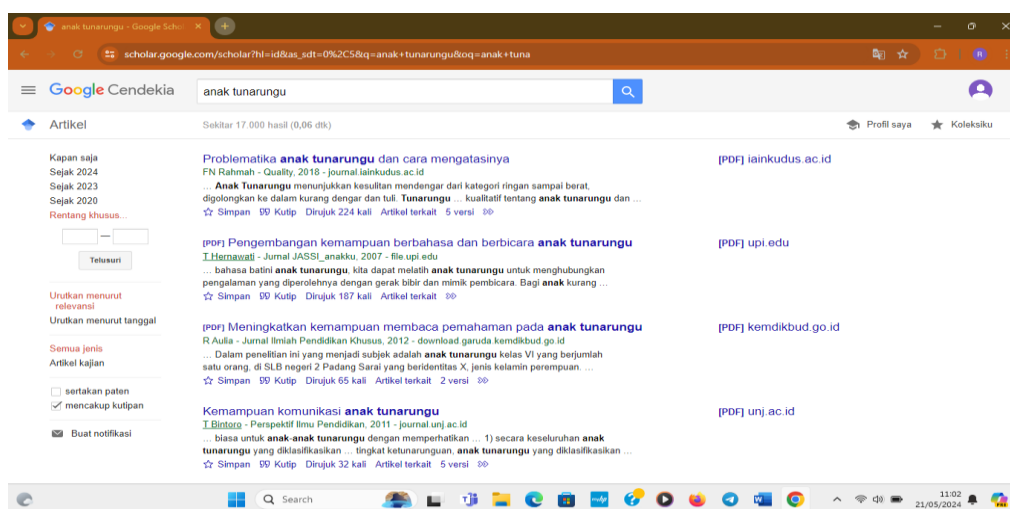 anak tunarungu - Google Schol
scholar.google.com/scholar?hl=id&as_sdt=0%2C5&q=anak+tunarungu&oq=anak+tuna
R
Google Cendekia
anak tunarungu
Artikel
Sekitar 17.000 hasil (0,06 dtk)
Profil saya
Koleksiku
Kapan saja
Sejak 2024
Sejak 2023
Sejak 2020
Rentang khusus...
—
Telusuri
Urutkan menurut
relevansi
Urutkan menurut tanggal
Semua jenis
Artikel kajian
sertakan paten
mencakup kutipan
Buat notifikasi
Problematika anak tunarungu dan cara mengatasinya
FN Rahmah - Quality, 2018 - journal.iainkudus.ac.id
... Anak Tunarungu menunjukkan kesulitan mendengar dari kategori ringan sampai berat,
digolongkan ke dalam kurang dengar dan tuli. Tunarungu ... kualitatif tentang anak tunarungu dan ...
Simpan Kutip Dirujuk 224 kali Artikel terkait 5 versi
[PDF] iainkudus.ac.id
[PDF] Pengembangan kemampuan berbahasa dan berbicara anak tunarungu
T Hernawati - Jurnal JASSI_anakku, 2007 - file.upi.edu
... bahasa batini anak tunarungu, kita dapat melatih anak tunarungu untuk menghubungkan
pengalaman yang diperolehnya dengan gerak bibir dan mimik pembicara. Bagi anak kurang ...
Simpan Kutip Dirujuk 187 kali Artikel terkait
[PDF] upi.edu
[PDF] Meningkatkan kemampuan membaca pemahaman pada anak tunarungu
R Aulia - Jurnal Ilmiah Pendidikan Khusus, 2012 - download.garuda.kemdikbud.go.id
... Dalam penelitian ini yang menjadi subjek adalah anak tunarungu kelas VI yang berjumlah
satu orang, di SLB negeri 2 Padang Sarai yang beridentitas X, jenis kelamin perempuan. ...
Simpan Kutip Dirujuk 65 kali Artikel terkait 2 versi
[PDF] kemdikbud.go.id
Kemampuan komunikasi anak tunarungu
T Bintoro - Perspektif Ilmu Pendidikan, 2011 - journal.unj.ac.id
... biasa untuk anak-anak tunarungu dengan memperhatikan ... 1) secara keseluruhan anak
tunarungu yang diklasifikasikan ... tingkat ketunarunguan, anak tunarungu yang diklasifikasikan ...
Simpan Kutip Dirujuk 32 kali Artikel terkait 5 versi
[PDF] unj.ac.id
Search
11:02
21/05/2024